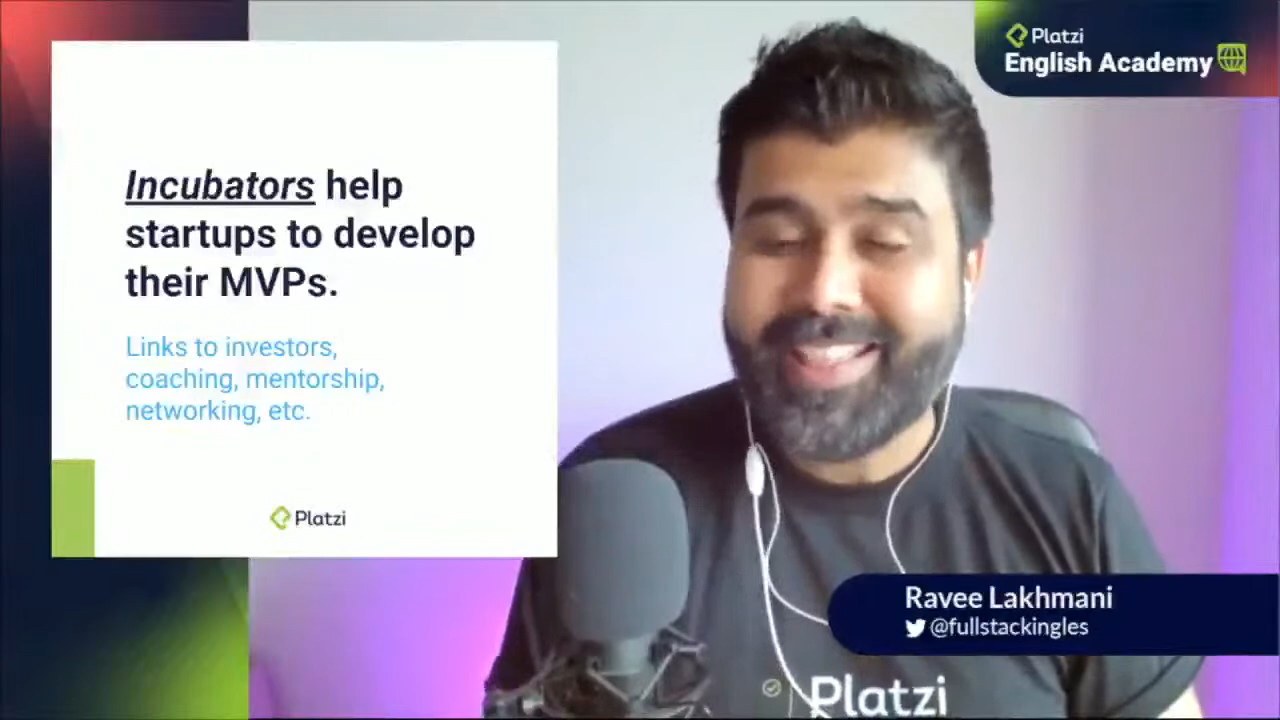 Incubators help
startups to develop
their MVPs.
Links to investors,
coaching, mentorship,
networking, etc.
Platzi
Platzi
English Academy
Ravee Lakhmani
@fullstackingles
Platzi